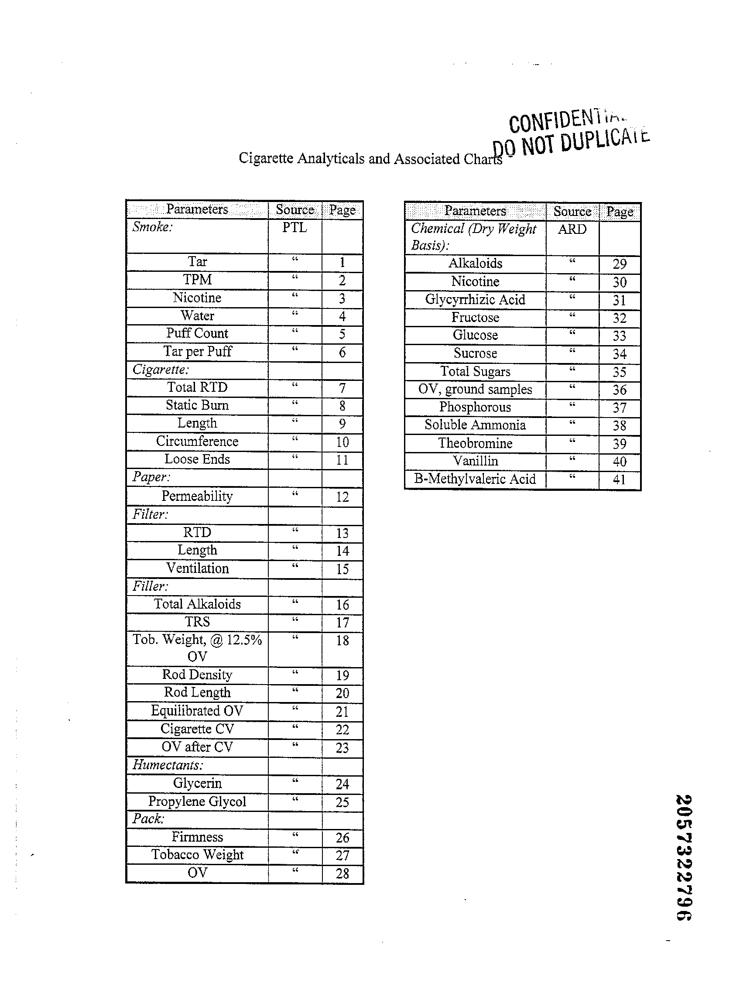 CONFIDENTIAL
DO NOT DUPLICATE
Cigarette Analyticals and Associated Charts
Parameters Source Page
Smoke: PTL
Tar “ 1
TPM “ 2
Nicotine “ 3
Water “ 4
Puff Count “ 5
Tar per Puff “ 6
Cigarette:
Total RTD “ 7
Static Burn “ 8
Length “ 9
Circumference “ 10
Loose Ends “ 11
Paper:
Permeability “ 12
Filter:
RTD “ 13
Length “ 14
Ventilation “ 15
Filler:
Total Alkaloids “ 16
TRS “ 17
Tob. Weight, @ 12.5% “ 18
OV
Rod Density “ 19
Rod Length “ 20
Equilibrated OV “ 21
Cigarette CV “ 22
OV after CV “ 23
Humectants:
Glycerin “ 24
Propylene Glycol “ 25
Pack:
Firmness “ 26
Tobacco Weight “ 27
OV “ 28
Parameters Source Page
Chemical (Dry Weight ARD
Basis):
Alkaloids “ 29
Nicotine “ 30
Glycyrrhizic Acid “ 31
Fructose “ 32
Glucose “ 33
Sucrose “ 34
Total Sugars “ 35
OV, ground samples “ 36
Phosphorous “ 37
Soluble Ammonia “ 38
Theobromine “ 39
Vanillin “ 40
B-Methylvaleric Acid “ 41
2057322796